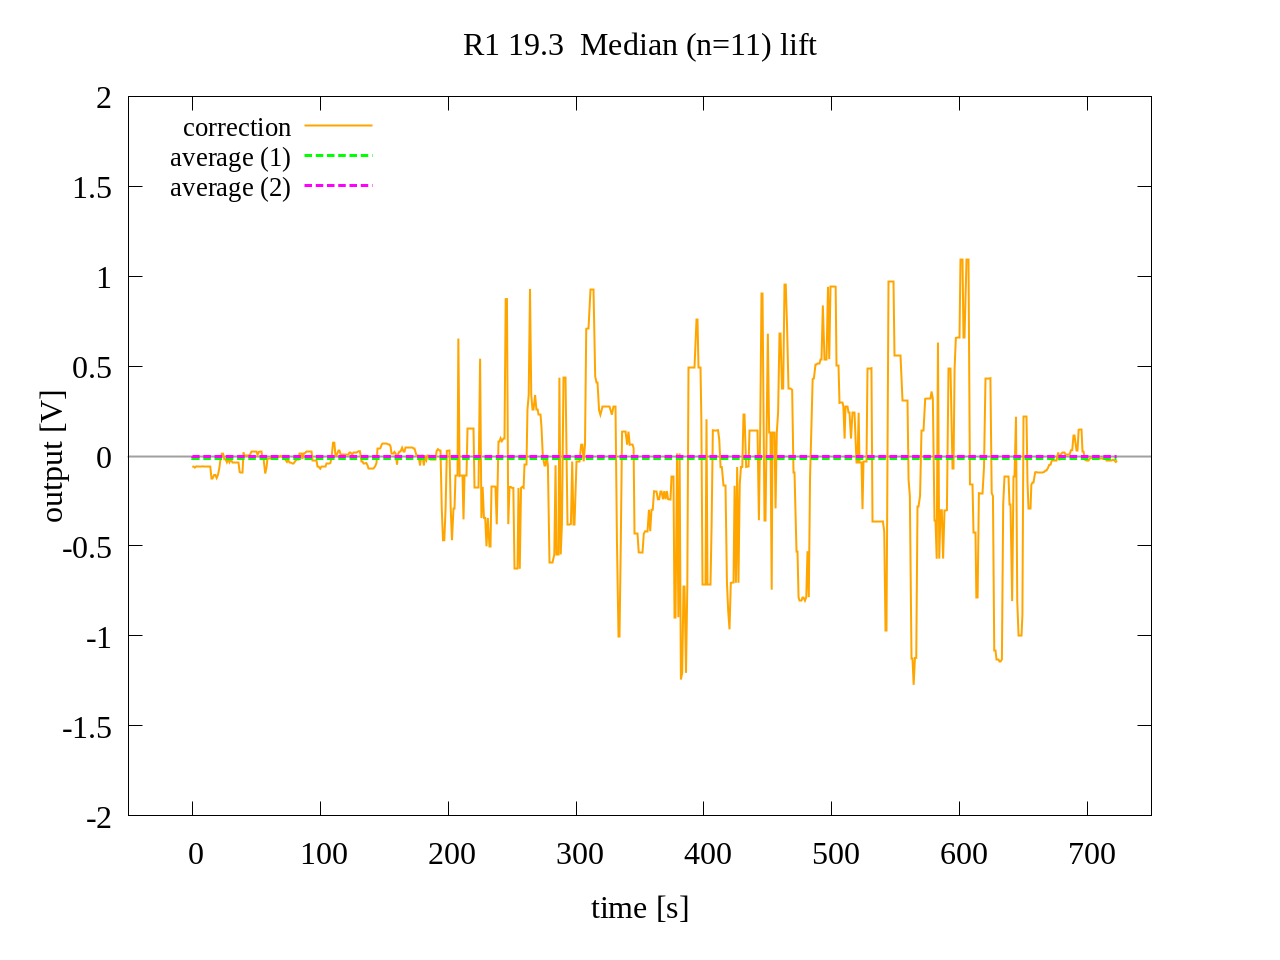 R1 19.3  Median (n=11) lift
correction
average (1)
average (2)
2
1.5
1
0.5
0
-0.5
-1
-1.5
-2
output [V]
0 100 200 300 400 500 600 700
time [s]